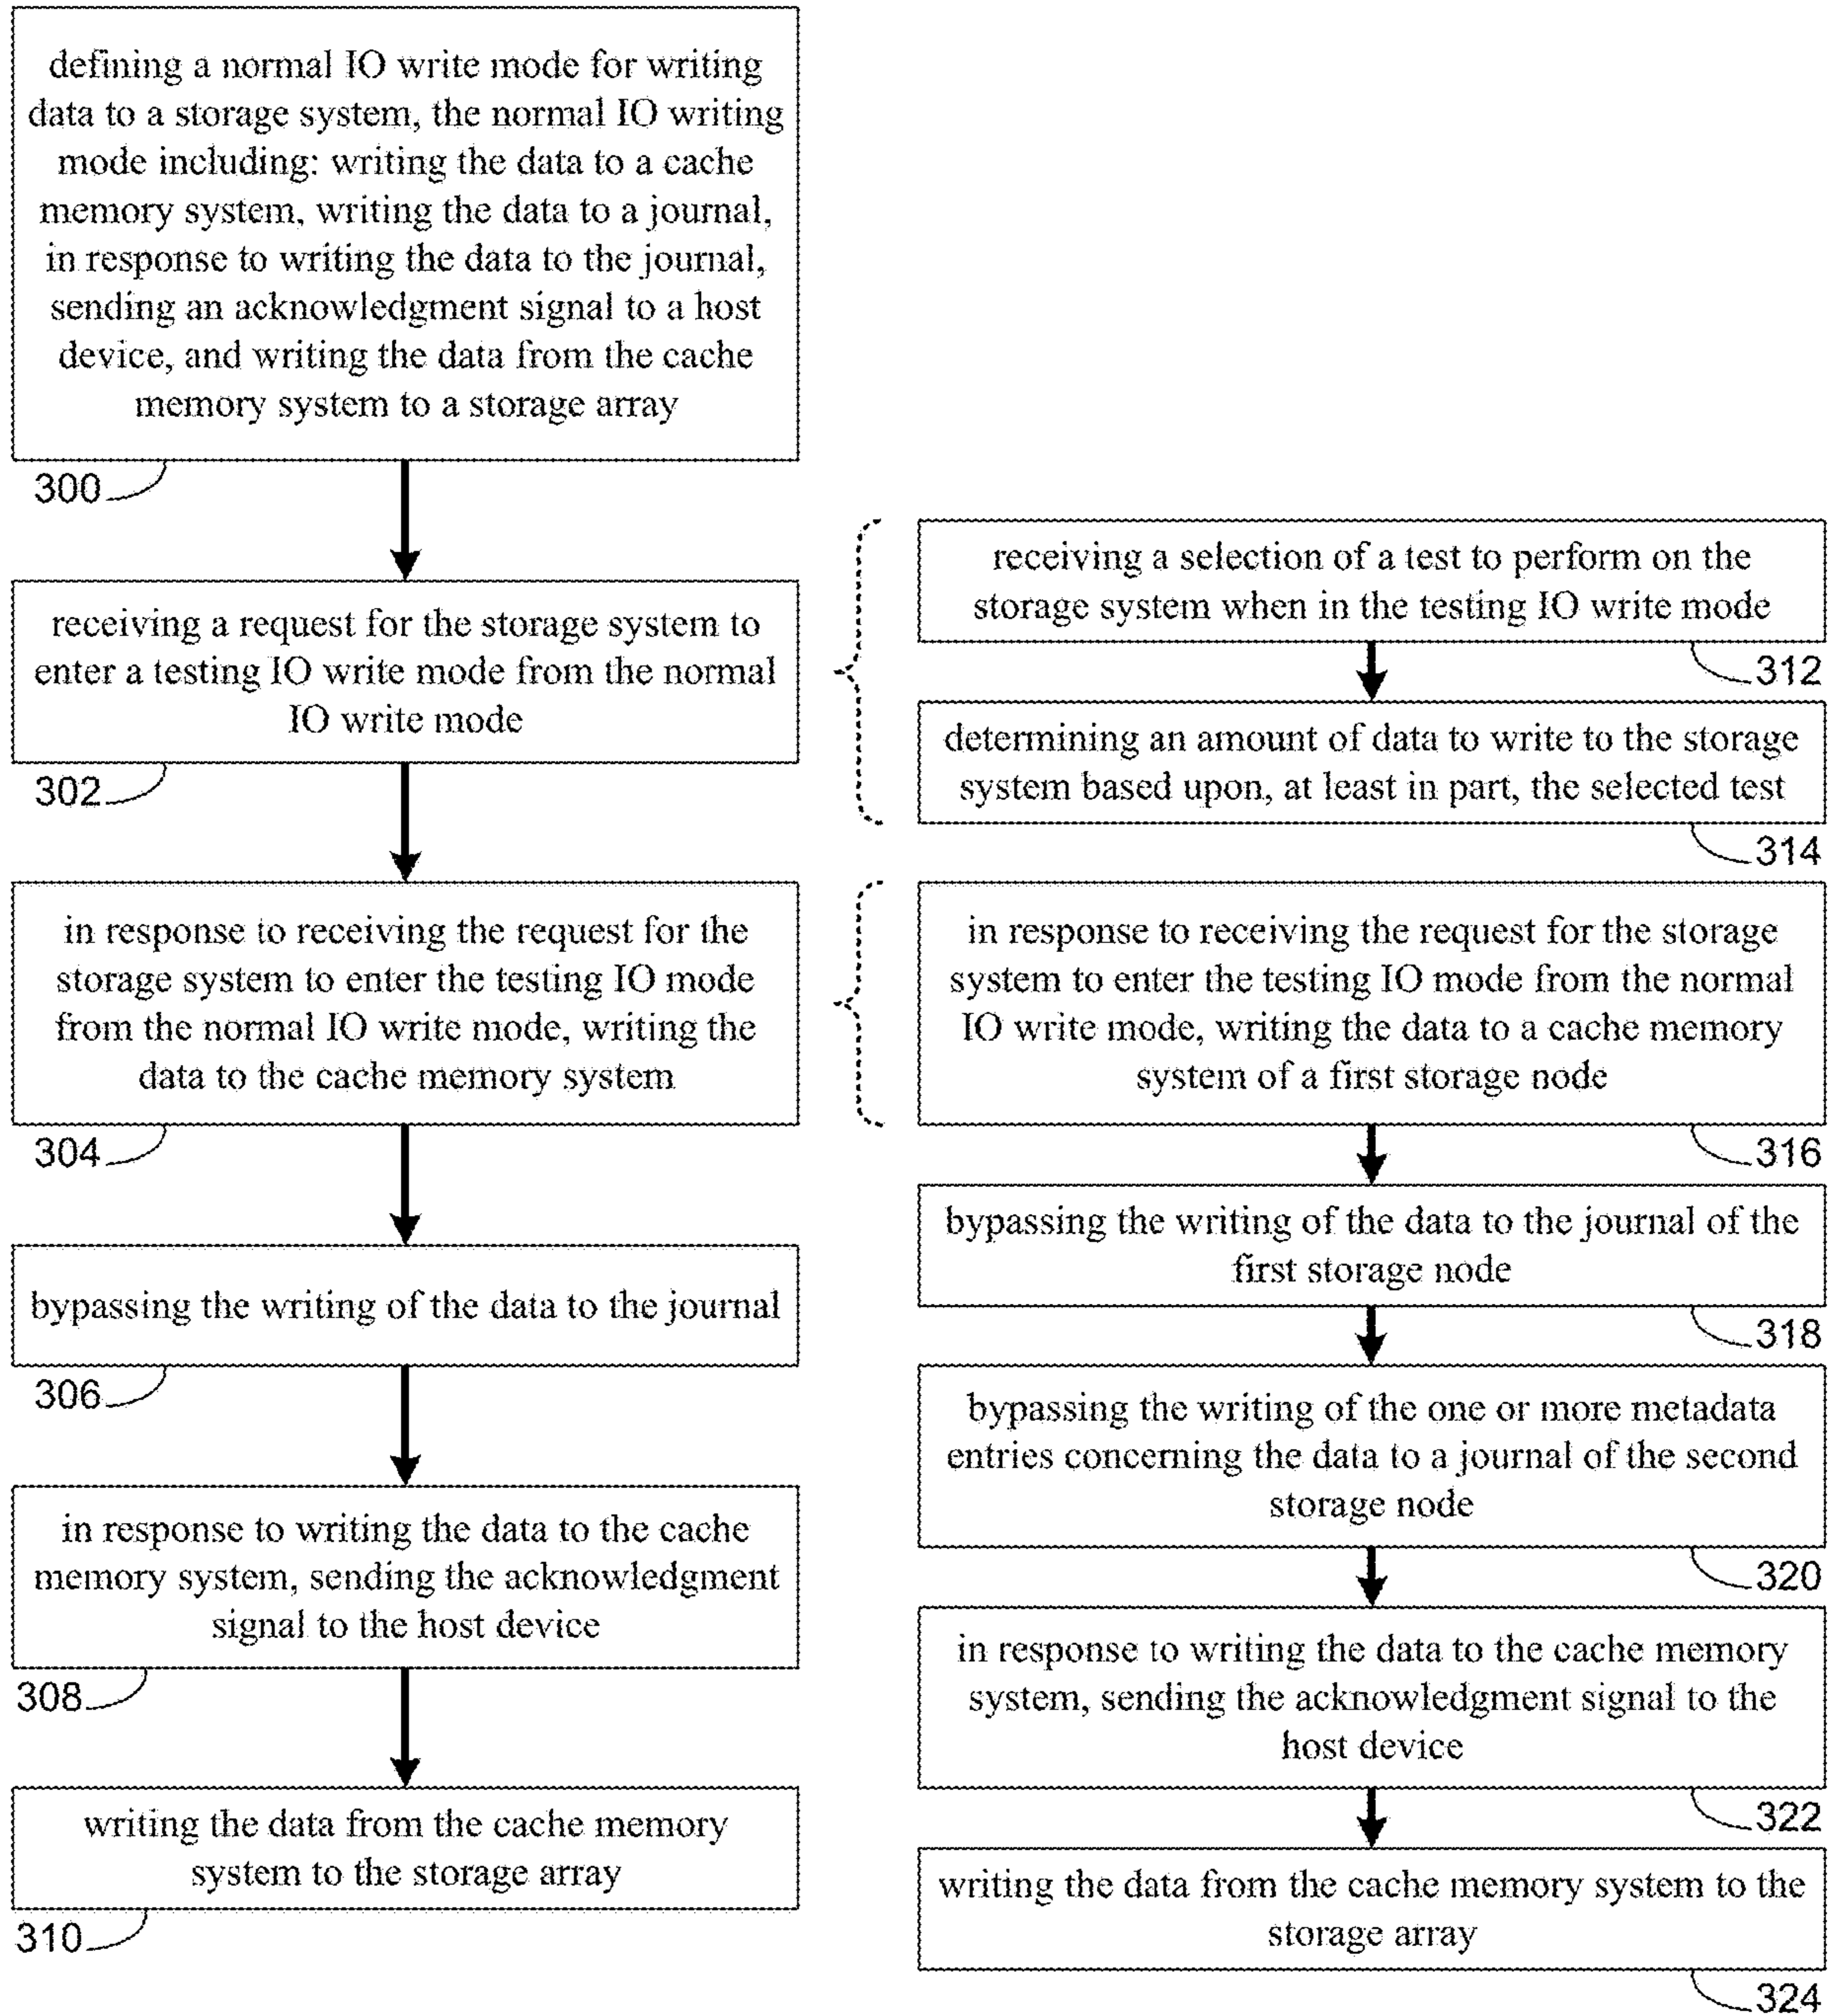 defining a normal IO write mode for writing
data to a storage system, the normal IO writing
mode including: writing the data to a cache
memory system, writing the data to a journal,
in response to writing the data to the journal,
sending an acknowledgment signal to a host
device, and writing the data from the cache
memory system to a storage array
300
receiving a request for the storage system to
enter a testing IO write mode from the normal
IO write mode
302
in response to receiving the request for the
storage system to enter the testing IO mode
from the normal IO write mode, writing the
data to the cache memory system
304
bypassing the writing of the data to the journal
306
in response to writing the data to the cache
memory system, sending the acknowledgment
signal to the host device
308
writing the data from the cache memory
system to the storage array
310
receiving a selection of a test to perform on the
storage system when in the testing IO write mode
312
determining an amount of data to write to the storage
system based upon, at least in part, the selected test
314
in response to receiving the request for the storage
system to enter the testing IO mode from the normal
IO write mode, writing the data to a cache memory
system of a first storage node
316
bypassing the writing of the data to the journal of the
first storage node
318
bypassing the writing of the one or more metadata
entries concerning the data to a journal of the second
storage node
320
in response to writing the data to the cache memory
system, sending the acknowledgment signal to the
host device
322
writing the data from the cache memory system to the
storage array
324